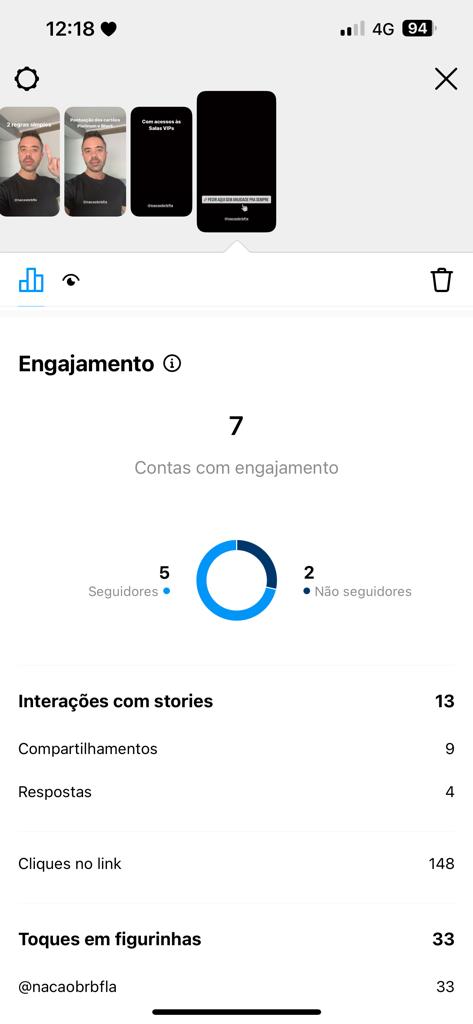 12:18
4G
94
2 regras simples
@nacaobrbfla
Pontuação dos cartões
Platinum e Black
@nacaobrbfla
Com acessos às
Salas VIPs
@nacaobrbfla
PEDIR AQUI SEM ANUIDADE PRA SEMPRE
@nacaobrbfla
Engajamento
7
Contas com engajamento
5
Seguidores
2
Não seguidores
Interações com stories 13
Compartilhamentos 9
Respostas 4
Cliques no link 148
Toques em figurinhas 33
@nacaobrbfla 33